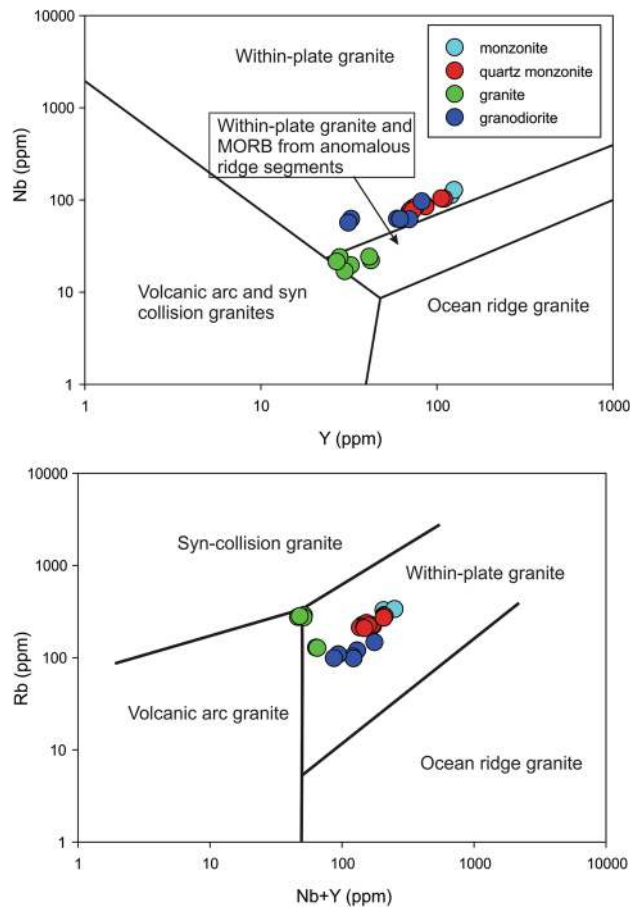 10000
1000
100
10
1
Nb (ppm)
Within-plate granite
monzonite
quartz monzonite
granite
granodiorite
Within-plate granite and
MORB from anomalous
ridge segments
Volcanic arc and syn
collision granites
Ocean ridge granite
1 10 100 1000
Y (ppm)
10000
1000
100
10
1
Rb (ppm)
Syn-collision granite
Within-plate granite
Volcanic arc granite
Ocean ridge granite
1 10 100 1000 10000
Nb+Y (ppm)